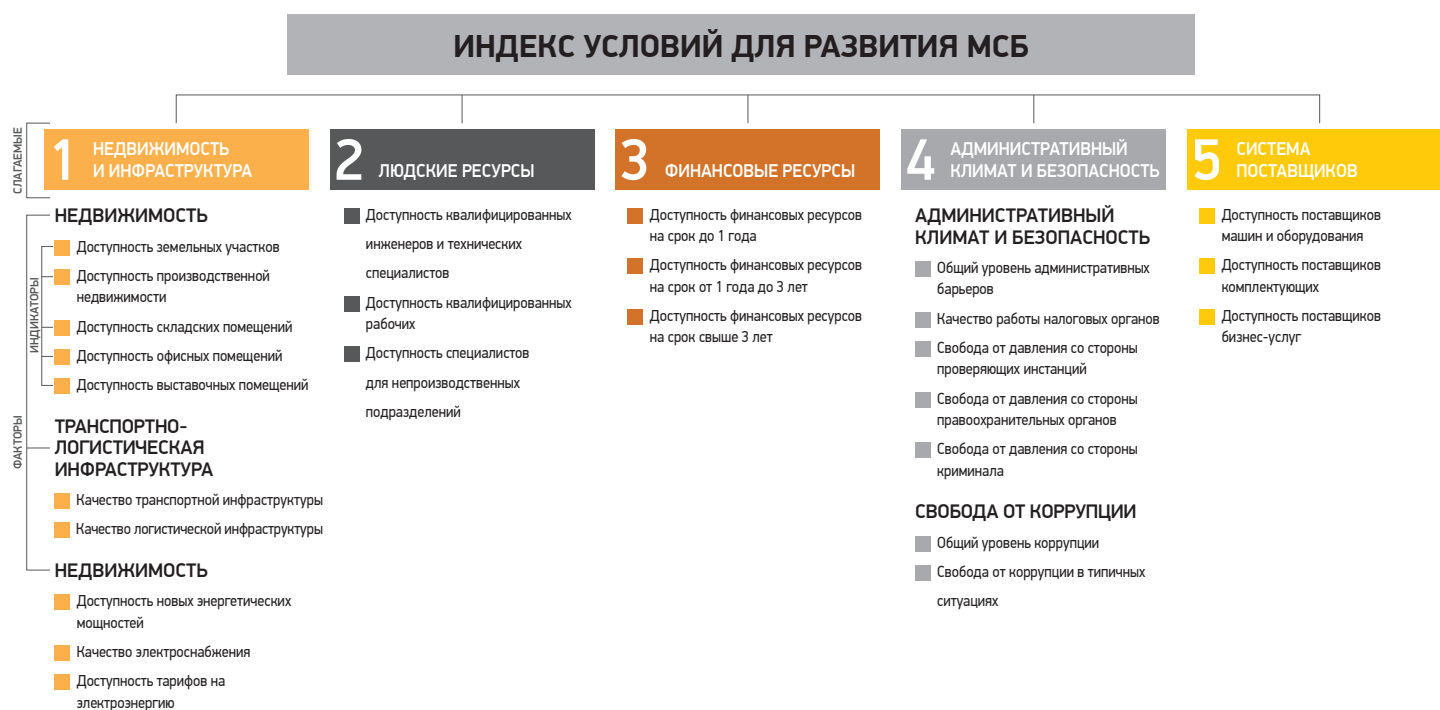 ИНДЕКС УСЛОВИЙ ДЛЯ РАЗВИТИЯ МСБ
СЛАГАЕМЫЕ
ФАКТОРЫ
ИНДИКАТОРЫ
1
НЕДВИЖИМОСТЬ
И ИНФРАСТРУКТУРА
НЕДВИЖИМОСТЬ
Доступность земельных участков
Доступность производственной
недвижимости
Доступность складских помещений
Доступность офисных помещений
Доступность выставочных помещений
ТРАНСПОРТНО-
ЛОГИСТИЧЕСКАЯ
ИНФРАСТРУКТУРА
Качество транспортной инфраструктуры
Качество логистической инфраструктуры
НЕДВИЖИМОСТЬ
Доступность новых энергетических
мощностей
Качество электроснабжения
Доступность тарифов на
электроэнергию
2
ЛЮДСКИЕ РЕСУРСЫ
Доступность квалифицированных
инженеров и технических
специалистов
Доступность квалифицированных
рабочих
Доступность специалистов
для непроизводственных
подразделений
3
ФИНАНСОВЫЕ РЕСУРСЫ
Доступность финансовых ресурсов
на срок до 1 года
Доступность финансовых ресурсов
на срок от 1 года до 3 лет
Доступность финансовых ресурсов
на срок свыше 3 лет
4
АДМИНИСТРАТИВНЫЙ
КЛИМАТ И БЕЗОПАСНОСТЬ
АДМИНИСТРАТИВНЫЙ
КЛИМАТ И БЕЗОПАСНОСТЬ
Общий уровень административных
барьеров
Качество работы налоговых органов
Свобода от давления со стороны
проверяющих инстанций
Свобода от давления со стороны
правоохранительных органов
Свобода от давления со стороны
криминала
СВОБОДА ОТ КОРРУПЦИИ
Общий уровень коррупции
Свобода от коррупции в типичных
ситуациях
5
СИСТЕМА
ПОСТАВЩИКОВ
Доступность поставщиков
машин и оборудования
Доступность поставщиков
комплектующих
Доступность поставщиков
бизнес-услуг